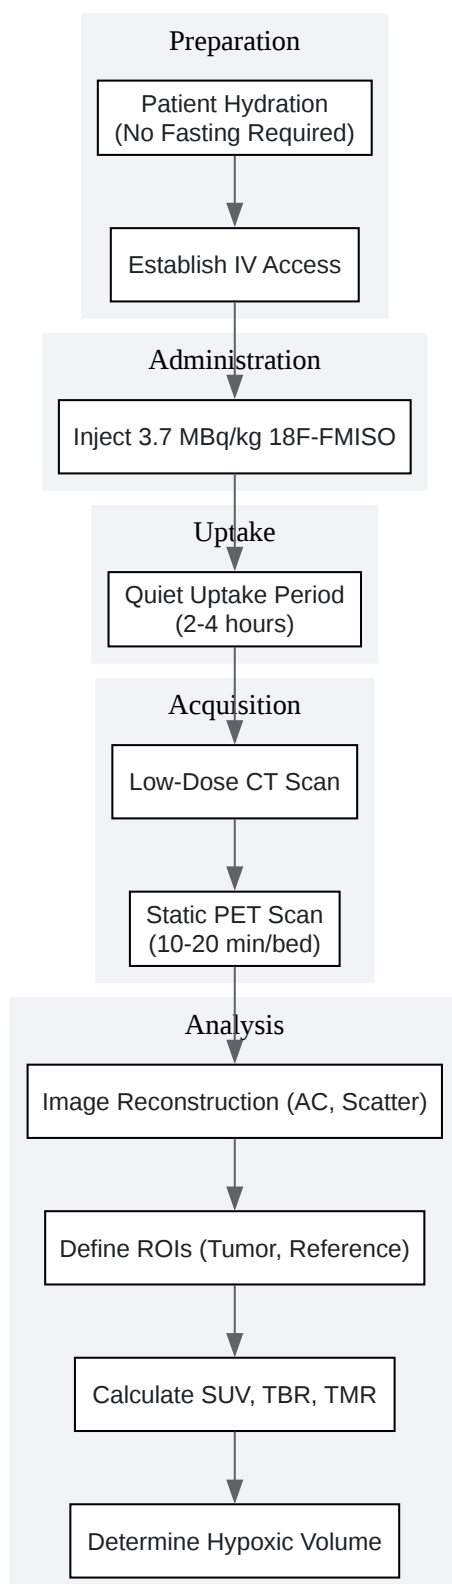 Preparation
Patient Hydration
(No Fasting Required)
Establish IV Access
Administration
Inject 3.7 MBq/kg 18F-FMISO
Uptake
Quiet Uptake Period
(2-4 hours)
Acquisition
Low-Dose CT Scan
Static PET Scan
(10-20 min/bed)
Analysis
Image Reconstruction (AC, Scatter)
Define ROIs (Tumor, Reference)
Calculate SUV, TBR, TMR
Determine Hypoxic Volume